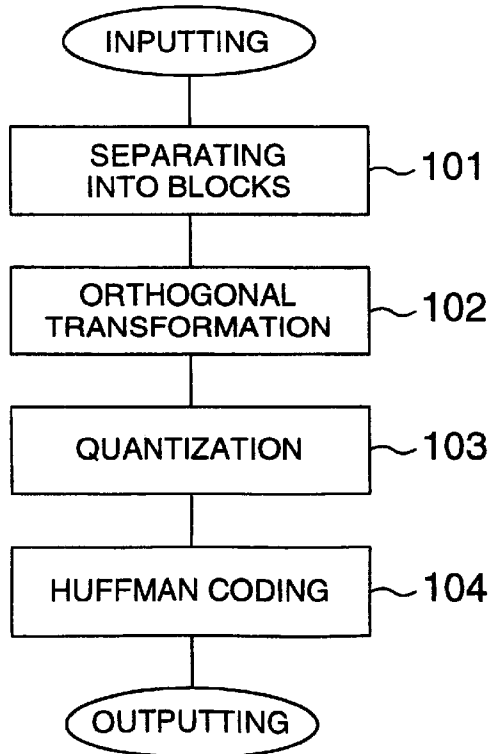 INPUTTING
SEPARATING
INTO BLOCKS
101
ORTHOGONAL
TRANSFORMATION
102
QUANTIZATION
103
HUFFMAN CODING
104
OUTPUTTING